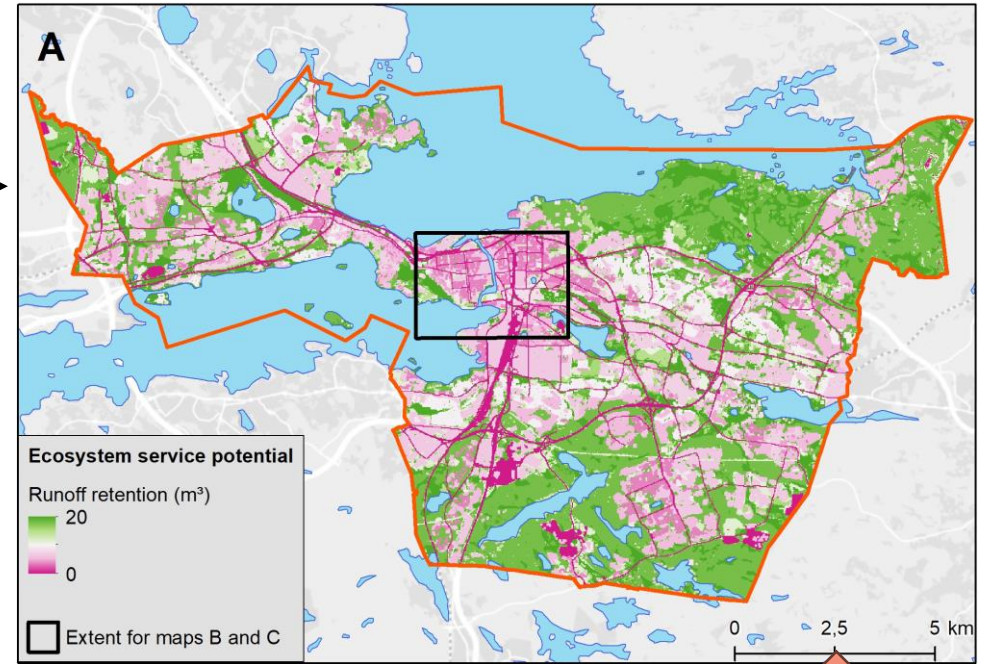 A
Ecosystem service potential
Runoff retention (m³)
20
0
Extent for maps B and C
0 2,5 5 km